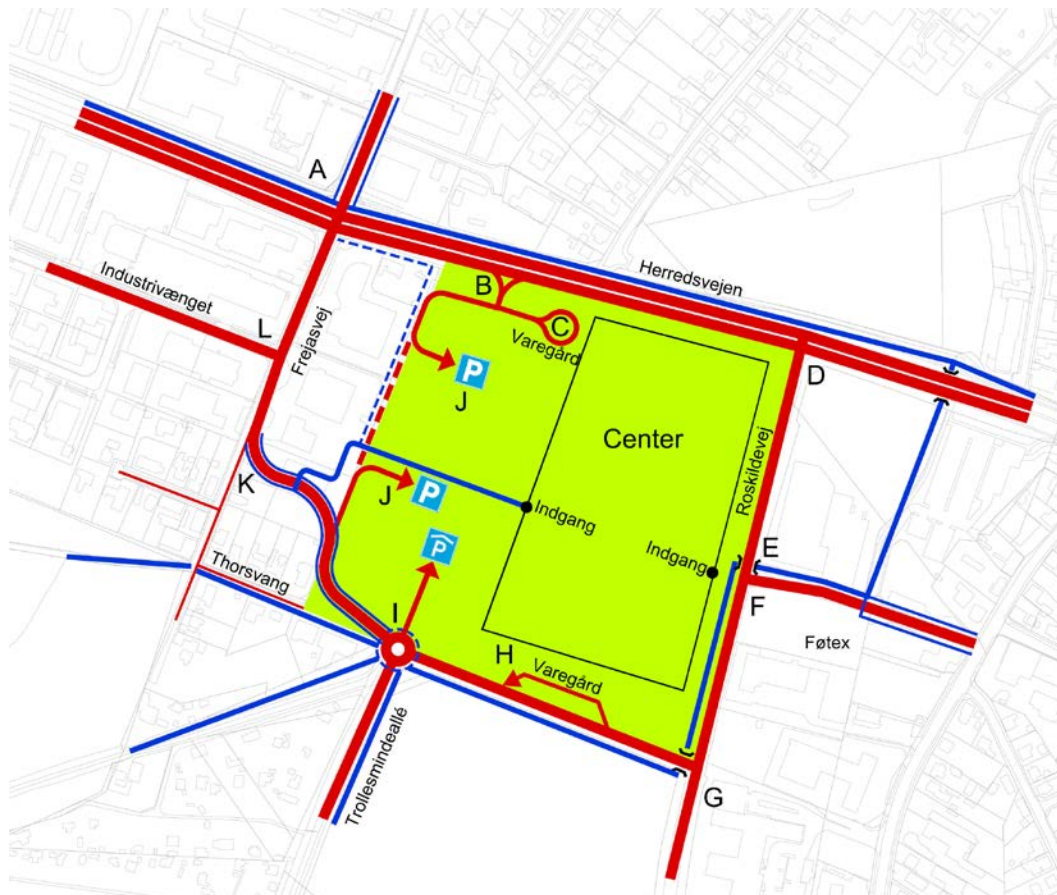 A
Herredsvejen
B
Industrivænget
C
L
Frejasvej
Varegård
D
P
J
Center
Roskildevej
K
J
P
Indgang
P
Indgang
E
Thorsvang
F
I
Føtex
H
Varegård
Trollesmindeallé
G